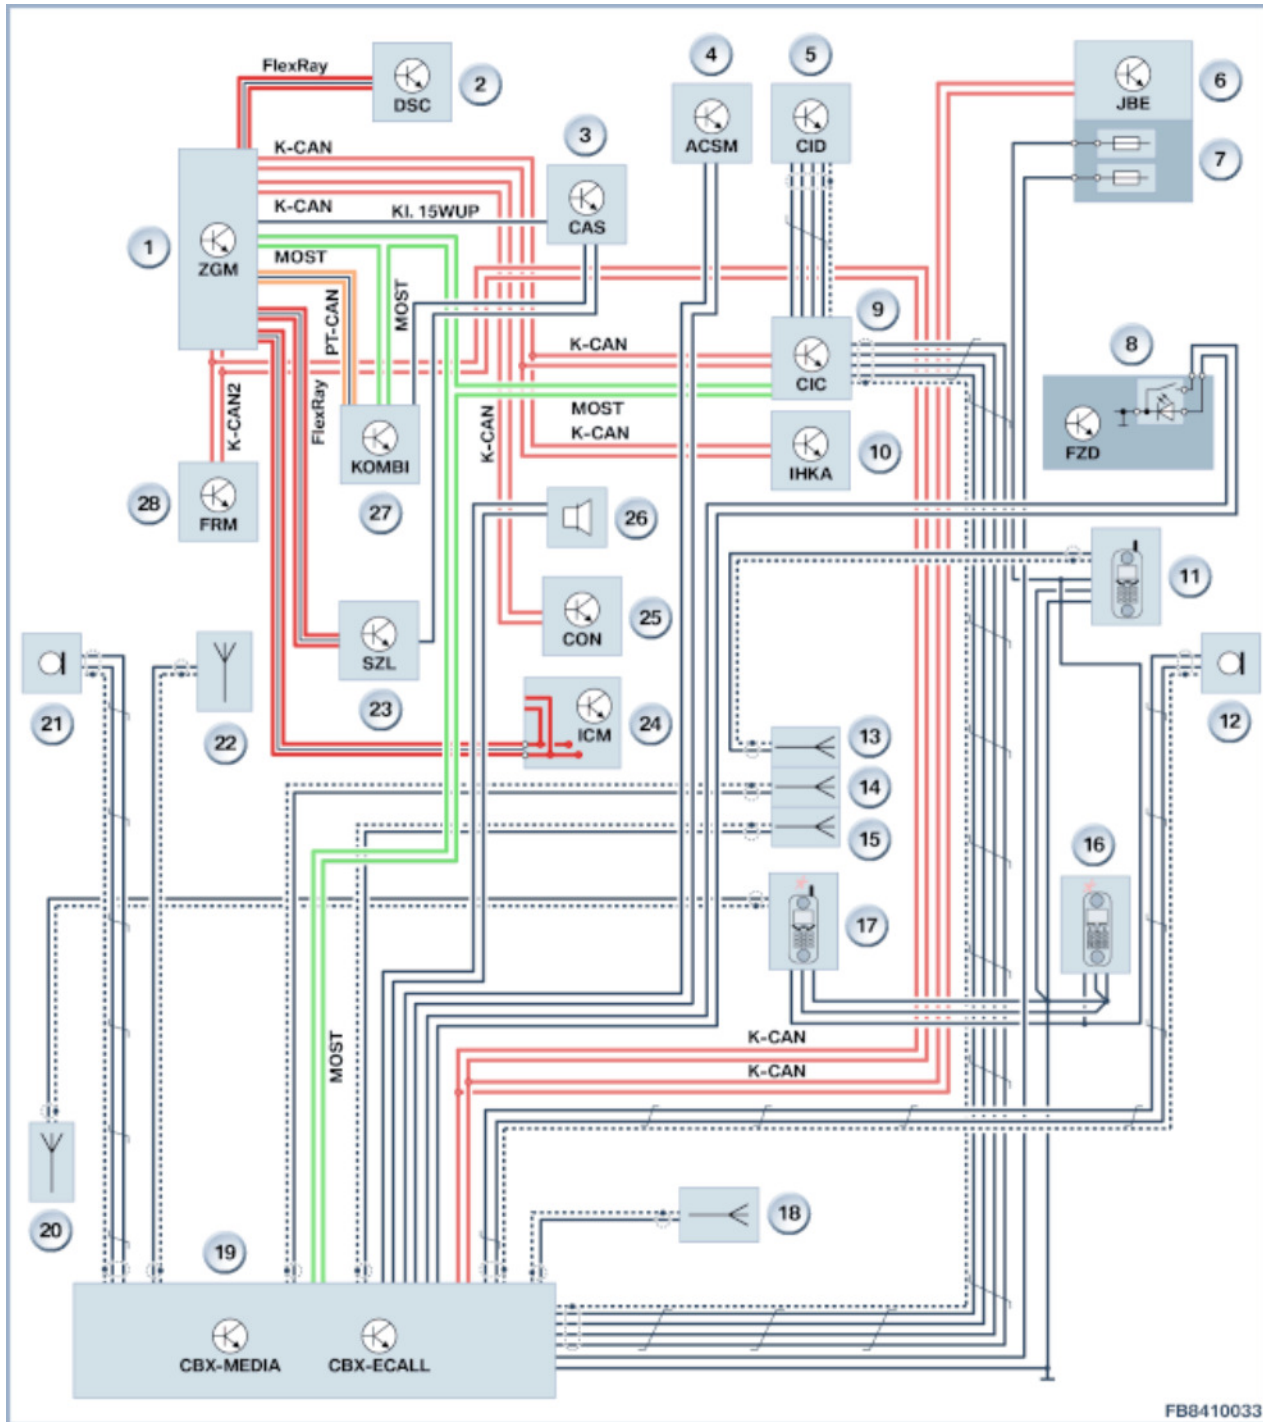 FlexRay
DSC
2
4
5
ACSM
CID
JBE
6
7
3
K-CAN
K-CAN
Kl. 15WUP
CAS
1
ZGM
MOST
PT-CAN
MOST
K-CAN2
FlexRay
K-CAN
K-CAN
CIC
9
8
FZD
MOST
K-CAN
IHKA
10
KOMBI
27
28
FRM
26
11
CON
25
SZL
23
21
22
ICM
24
12
13
14
15
16
17
MOST
K-CAN
K-CAN
20
18
19
CBX-MEDIA
CBX-ECALL
FB8410033